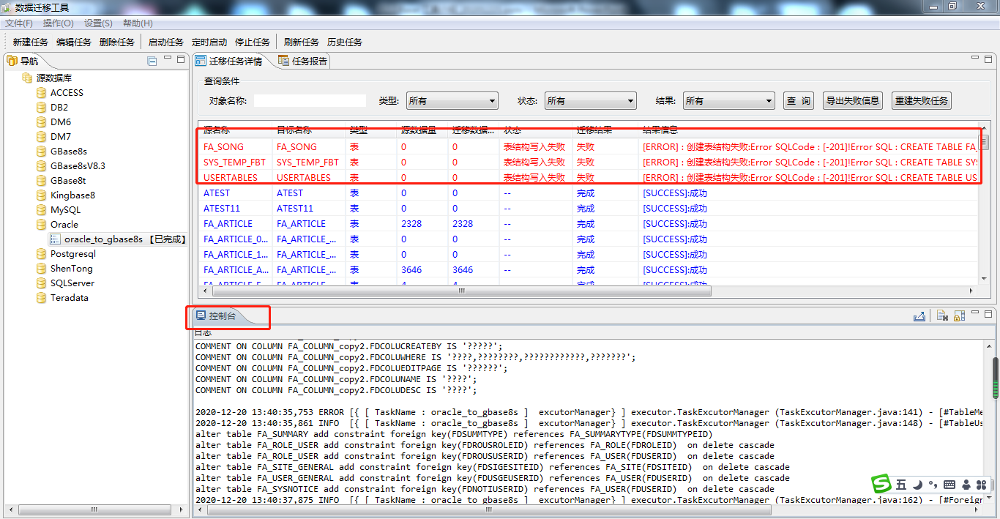 数据迁移工具
文件(F) 操作(O) 设置(S) 帮助(H)
新建任务 编辑任务 删除任务 启动任务 定时启动 停止任务 刷新任务 历史任务
导航
源数据库
ACCESS
DB2
DM6
DM7
GBase8s
GBase8sV8.3
GBase8t
Kingbase8
MySQL
Oracle
oracle_to_gbase8s 【已完成】
Postgresql
ShenTong
SQLServer
Teradata
迁移任务详情 任务报告
查询条件
对象名称: 类型: 所有 状态: 所有 结果: 所有 查 询 导出失败信息 重建失败任务
源名称 目标名称 类型 源数据量 迁移数据... 状态 迁移结果 结果信息
FA_SONG FA_SONG 表 0 0 表结构写入失败 失败 [ERROR] : 创建表结构失败:Error SQLCode : [-201]!Error SQL : CREATE TABLE FA_
SYS_TEMP_FBT SYS_TEMP_FBT 表 0 0 表结构写入失败 失败 [ERROR] : 创建表结构失败:Error SQLCode : [-201]!Error SQL : CREATE TABLE SYS
USERTABLES USERTABLES 表 0 0 表结构写入失败 失败 [ERROR] : 创建表结构失败:Error SQLCode : [-201]!Error SQL : CREATE TABLE US
ATEST ATEST 表 0 0 -- 完成 [SUCCESS]:成功
ATEST11 ATEST11 表 0 0 -- 完成 [SUCCESS]:成功
FA_ARTICLE FA_ARTICLE 表 2328 2328 -- 完成 [SUCCESS]:成功
FA_ARTICLE_0... FA_ARTICLE_... 表 0 0 -- 完成 [SUCCESS]:成功
FA_ARTICLE_1... FA_ARTICLE_... 表 0 0 -- 完成 [SUCCESS]:成功
FA_ARTICLE_A... FA_ARTICLE_... 表 3646 3646 -- 完成 [SUCCESS]:成功
控制台
日志
COMMENT ON COLUMN FA_COLUMN_copy2.FDCOLUCREATEBY IS '?????';
COMMENT ON COLUMN FA_COLUMN_copy2.FDCOLUWHERE IS '????,????????,????????????,???????';
COMMENT ON COLUMN FA_COLUMN_copy2.FDCOLUEDITPAGE IS '??????';
COMMENT ON COLUMN FA_COLUMN_copy2.FDCOLUNAME IS '????';
COMMENT ON COLUMN FA_COLUMN_copy2.FDCOLUDESC IS '????';
2020-12-20 13:40:35,753 ERROR [{ [ TaskName : oracle_to_gbase8s ]  excutorManager} ] executor.TaskExcutorManager (TaskExcutorManager.java:141) - [#TableMe
2020-12-20 13:40:35,861 INFO  [{ [ TaskName : oracle_to_gbase8s ]  excutorManager} ] executor.TaskExcutorManager (TaskExcutorManager.java:148) - [#TableUs
alter table FA_SUMMARY add constraint foreign key(FDSUMMTYPE) references FA_SUMMARYTYPE(FDSUMMTYPEID)
alter table FA_ROLE_USER add constraint foreign key(FDROUSROLEID) references FA_ROLE(FDROLEID)  on delete cascade
alter table FA_ROLE_USER add constraint foreign key(FDROUSUSERID) references FA_USER(FDUSERID)  on delete cascade
alter table FA_SITE_GENERAL add constraint foreign key(FDSIGESITEID) references FA_SITE(FDSITEID)  on delete cascade
alter table FA_USER_GENERAL add constraint foreign key(FDUSGEUSERID) references FA_USER(FDUSERID)  on delete cascade
alter table FA_SYSNOTICE add constraint foreign key(FDNOTIUSERID) references FA_USER(FDUSERID)  on delete cascade
2020-12-20 13:40:37,875 INFO  [{ [ TaskName : oracle_to_gbase8s ]  excutorManager} ] executor.TaskExcutorManager (TaskExcutorManager.java:162) - [#Foreign
五